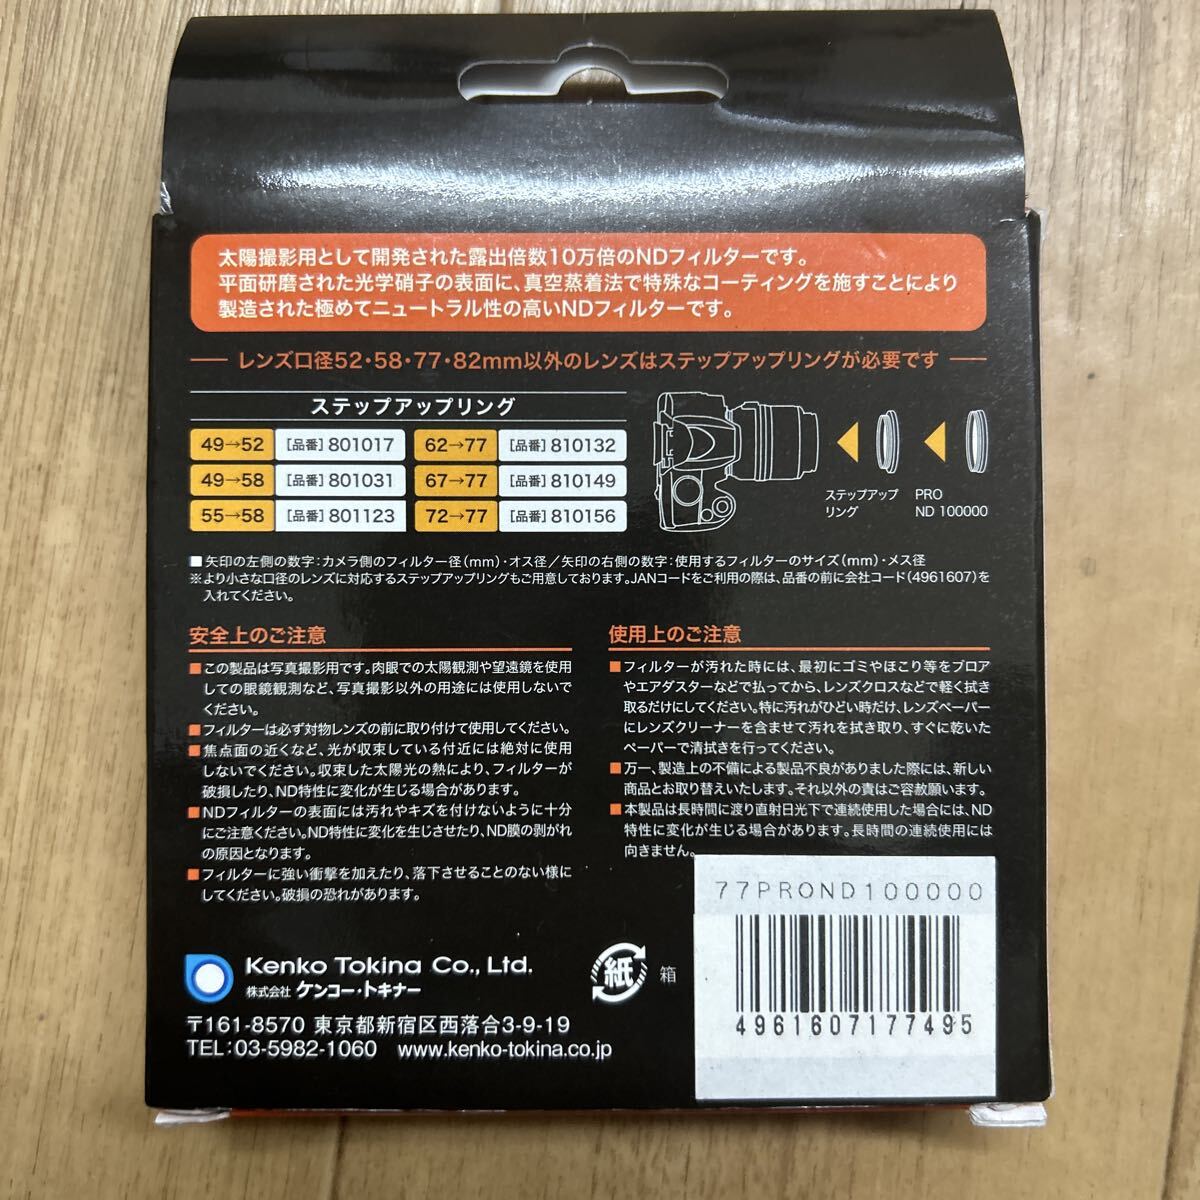 太陽撮影用として開発された露出倍数10万倍のNDフィルターです。
平面研磨された光学硝子の表面に、真空蒸着法で特殊なコーティングを施すことにより
製造された極めてニュートラル性の高いNDフィルターです。
レンズ口径52・58・77・82mm以外のレンズはステップアップリングが必要です
ステップアップリング
49→52 [品番] 801017 62→77 [品番] 810132
49→58 [品番] 801031 67→77 [品番] 810149
55→58 [品番] 801123 72→77 [品番] 810156
ステップアップ
リング
PRO
ND 100000
■矢印の左側の数字：カメラ側のフィルター径（mm）・オス径／矢印の右側の数字：使用するフィルターのサイズ（mm）・メス径
※より小さな口径のレンズに対応するステップアップリングもご用意しております。JANコードをご利用の際は、品番の前に会社コード（4961607）を
入れてください。
安全上のご注意
■この製品は写真撮影用です。肉眼での太陽観測や望遠鏡を使用
しての眼鏡観測など、写真撮影以外の用途には使用しないで
ください。
■フィルターは必ず対物レンズの前に取り付けて使用してください。
■焦点面の近くなど、光が収束している付近には絶対に使用
しないでください。収束した太陽光の熱により、フィルターが
破損したり、ND特性に変化が生じる場合があります。
■NDフィルターの表面には汚れやキズを付けないように十分
にご注意ください。ND特性に変化を生じさせたり、ND膜の剥がれ
の原因となります。
■フィルターに強い衝撃を加えたり、落下させることのない様に
してください。破損の恐れがあります。
使用上のご注意
■フィルターが汚れた時には、最初にゴミやほこり等をブロア
やエアダスターなどで払ってから、レンズクロスなどで軽く拭き
取るだけにしてください。特に汚れがひどい時だけ、レンズペーパー
にレンズクリーナーを含ませて汚れを拭き取り、すぐに乾いた
ペーパーで清拭きを行ってください。
■万一、製造上の不備による製品不良がありました際には、新しい
商品とお取り替えいたします。それ以外の責はご容赦願います。
■本製品は長時間に渡り直射日光下で連続使用した場合には、ND
特性に変化が生じる場合があります。長時間の連続使用には
向きません。
77PROND100000
4961607177495
紙 箱
Kenko Tokina Co., Ltd.
株式会社 ケンコー・トキナー
〒161-8570 東京都新宿区西落合3-9-19
TEL:03-5982-1060 www.kenko-tokina.co.jp